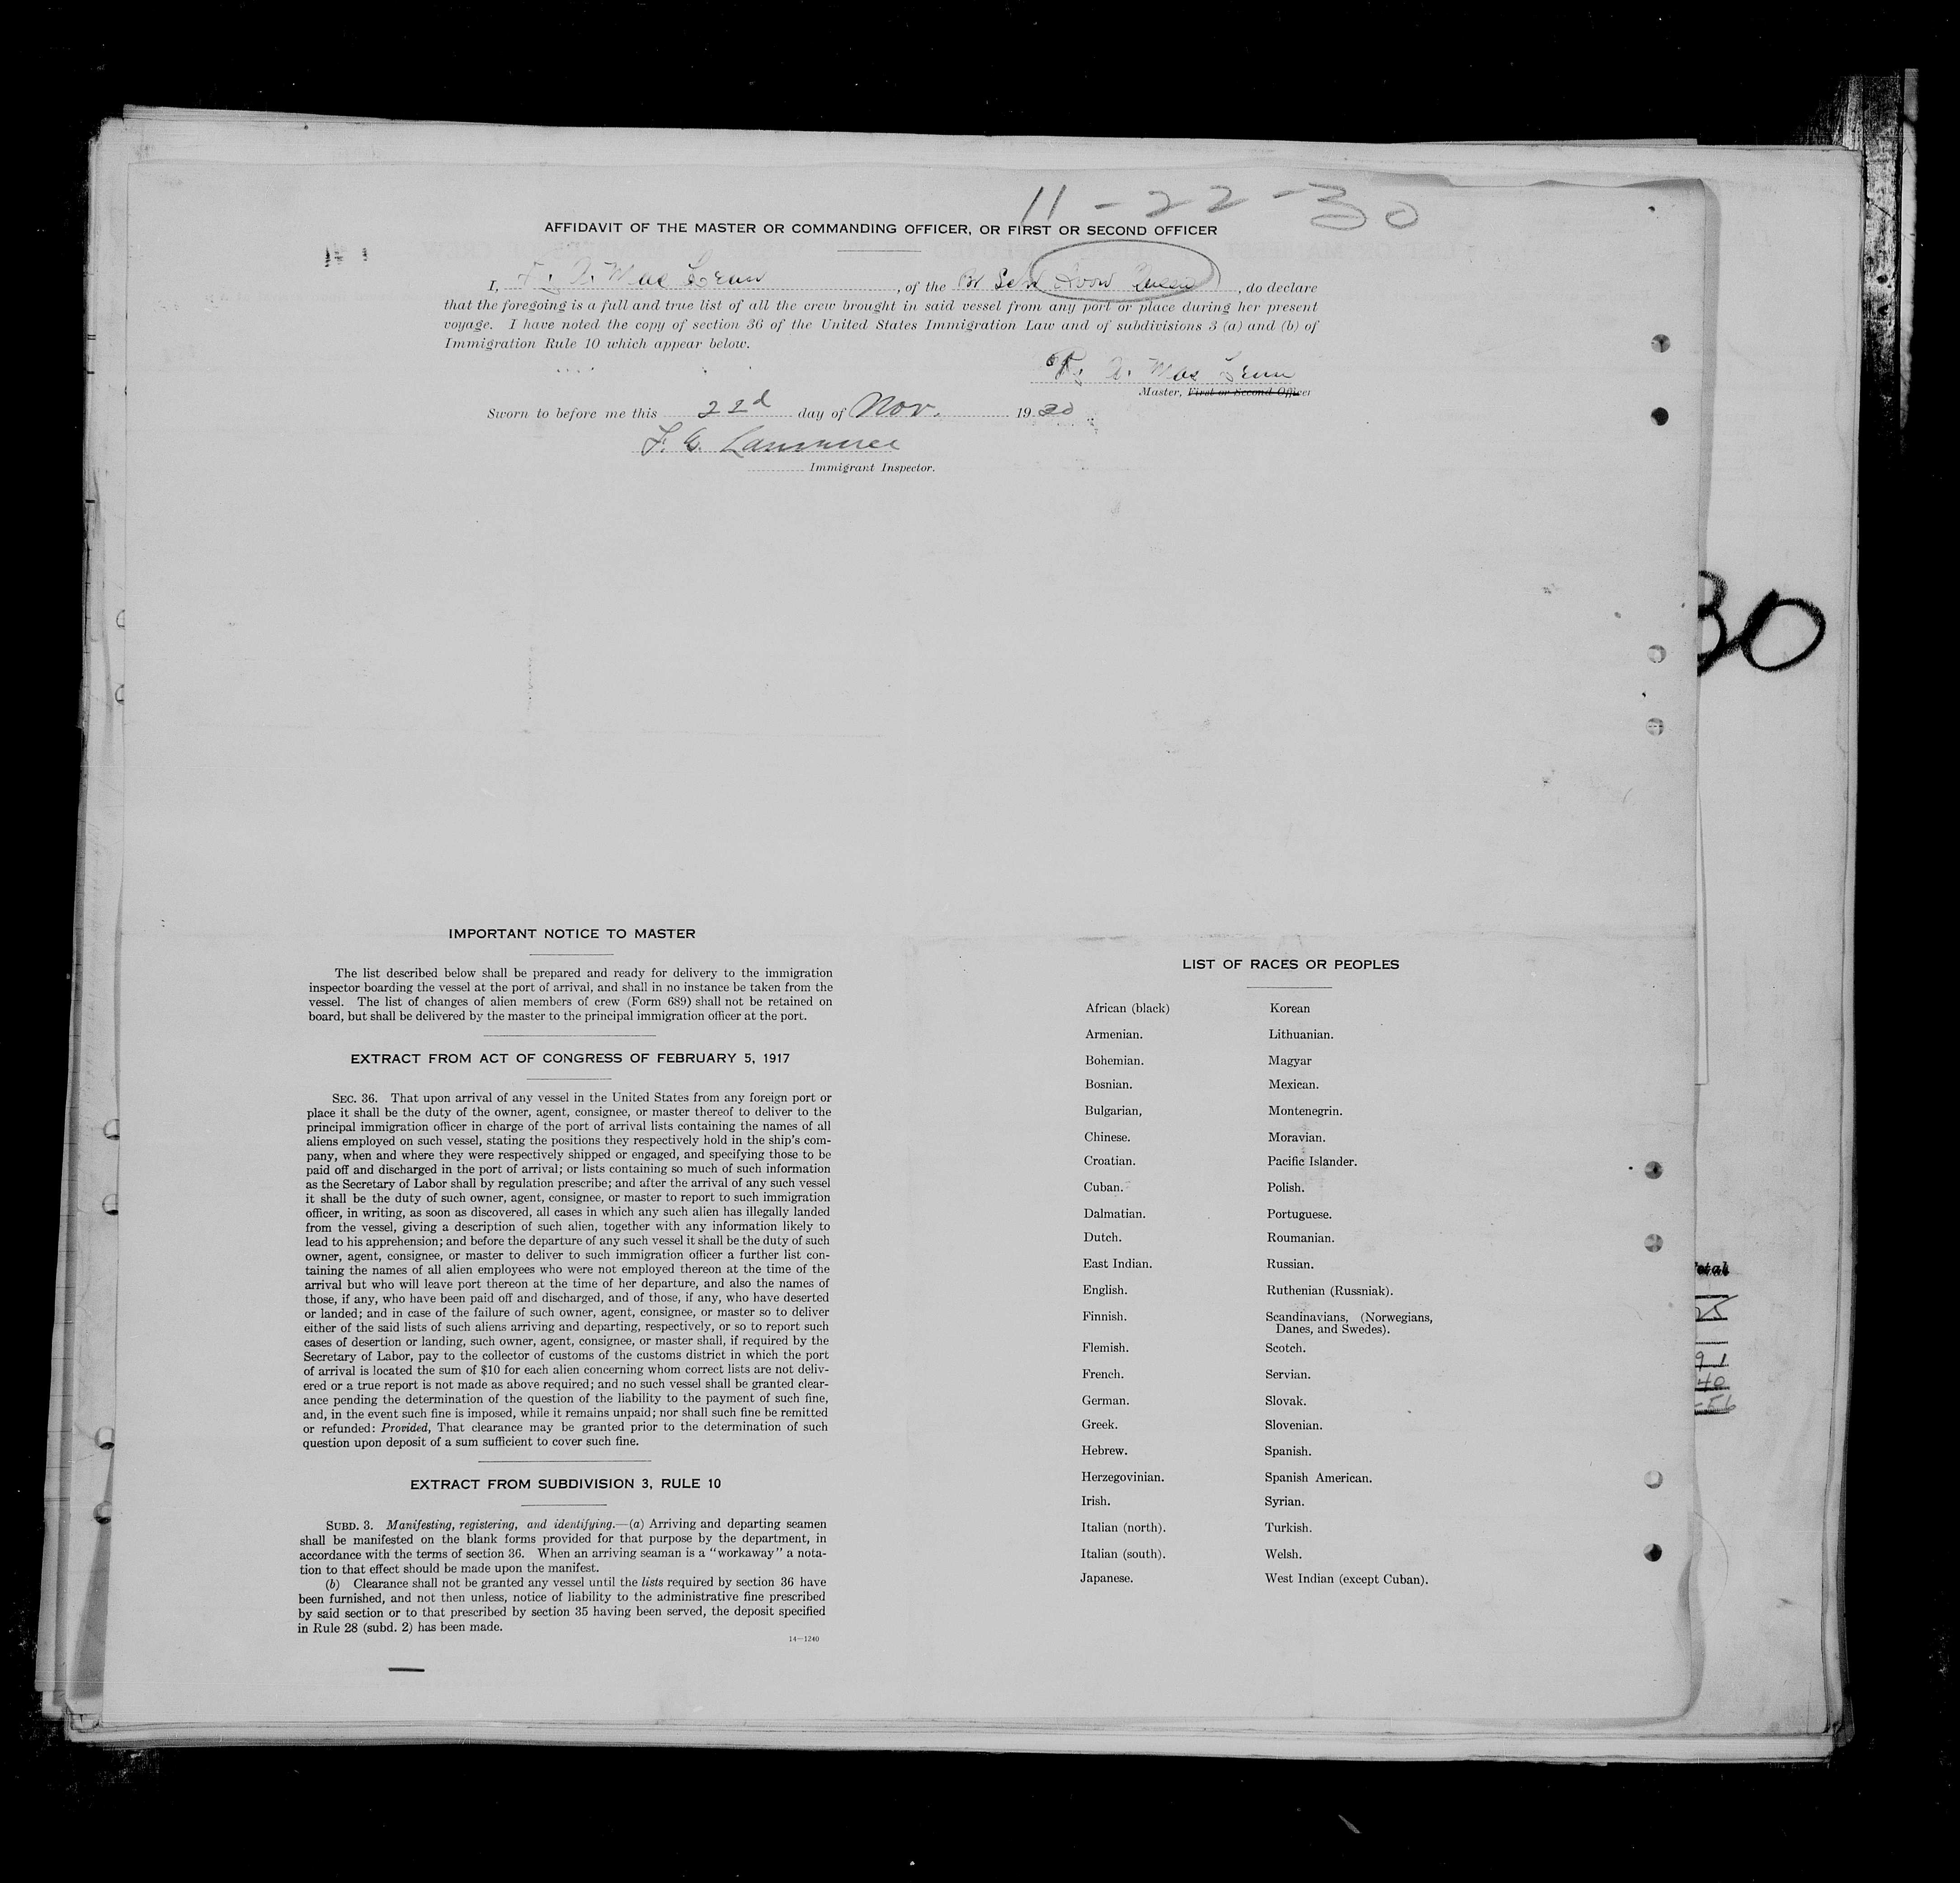 11-22-30
AFFIDAVIT OF THE MASTER OR COMMANDING OFFICER, OR FIRST OR SECOND OFFICER
I, , of the Br Sch , do declare
that the foregoing is a full and true list of all the crew brought in said vessel from any port or place during her present
voyage. I have noted the copy of section 36 of the United States Immigration Law and of subdivisions 3 (a) and (b) of
Immigration Rule 10 which appear below.
Master, First or Second Officer
Sworn to before me this 22d day of Nov. 1930
Immigrant Inspector.
30
IMPORTANT NOTICE TO MASTER
The list described below shall be prepared and ready for delivery to the immigration
inspector boarding the vessel at the port of arrival, and shall in no instance be taken from the
vessel. The list of changes of alien members of crew (Form 689) shall not be retained on
board, but shall be delivered by the master to the principal immigration officer at the port.
EXTRACT FROM ACT OF CONGRESS OF FEBRUARY 5, 1917
SEC. 36. That upon arrival of any vessel in the United States from any foreign port or
place it shall be the duty of the owner, agent, consignee, or master thereof to deliver to the
principal immigration officer in charge of the port of arrival lists containing the names of all
aliens employed on such vessel, stating the positions they respectively hold in the ship's com-
pany, when and where they were respectively shipped or engaged, and specifying those to be
paid off and discharged in the port of arrival; or lists containing so much of such information
as the Secretary of Labor shall by regulation prescribe; and after the arrival of any such vessel
it shall be the duty of such owner, agent, consignee, or master to report to such immigration
officer, in writing, as soon as discovered, all cases in which any such alien has illegally landed
from the vessel, giving a description of such alien, together with any information likely to
lead to his apprehension; and before the departure of any such vessel it shall be the duty of such
owner, agent, consignee, or master to deliver to such immigration officer a further list con-
taining the names of all alien employees who were not employed thereon at the time of the
arrival but who will leave port thereon at the time of her departure, and also the names of
those, if any, who have been paid off and discharged, and of those, if any, who have deserted
or landed; and in case of the failure of such owner, agent, consignee, or master so to deliver
either of the said lists of such aliens arriving and departing, respectively, or so to report such
cases of desertion or landing, such owner, agent, consignee, or master shall, if required by the
Secretary of Labor, pay to the collector of customs of the customs district in which the port
of arrival is located the sum of $10 for each alien concerning whom correct lists are not deliv-
ered or a true report is not made as above required; and no such vessel shall be granted clear-
ance pending the determination of the question of the liability to the payment of such fine,
and, in the event such fine is imposed, while it remains unpaid; nor shall such fine be remitted
or refunded: Provided, That clearance may be granted prior to the determination of such
question upon deposit of a sum sufficient to cover such fine.
EXTRACT FROM SUBDIVISION 3, RULE 10
SUBD. 3. Manifesting, registering, and identifying.—(a) Arriving and departing seamen
shall be manifested on the blank forms provided for that purpose by the department, in
accordance with the terms of section 36. When an arriving seaman is a "workaway" a nota-
tion to that effect should be made upon the manifest.
(b) Clearance shall not be granted any vessel until the lists required by section 36 have
been furnished, and not then unless, notice of liability to the administrative fine prescribed
by said section or to that prescribed by section 35 having been served, the deposit specified
in Rule 28 (subd. 2) has been made.
14—1240
LIST OF RACES OR PEOPLES
African (black) Korean
Armenian. Lithuanian.
Bohemian. Magyar
Bosnian. Mexican.
Bulgarian, Montenegrin.
Chinese. Moravian.
Croatian. Pacific Islander.
Cuban. Polish.
Dalmatian. Portuguese.
Dutch. Roumanian.
East Indian. Russian.
English. Ruthenian (Russniak).
Finnish. Scandinavians, (Norwegians,
Danes, and Swedes).
Flemish. Scotch.
French. Servian.
German. Slovak.
Greek. Slovenian.
Hebrew. Spanish.
Herzegovinian. Spanish American.
Irish. Syrian.
Italian (north). Turkish.
Italian (south). Welsh.
Japanese. West Indian (except Cuban).